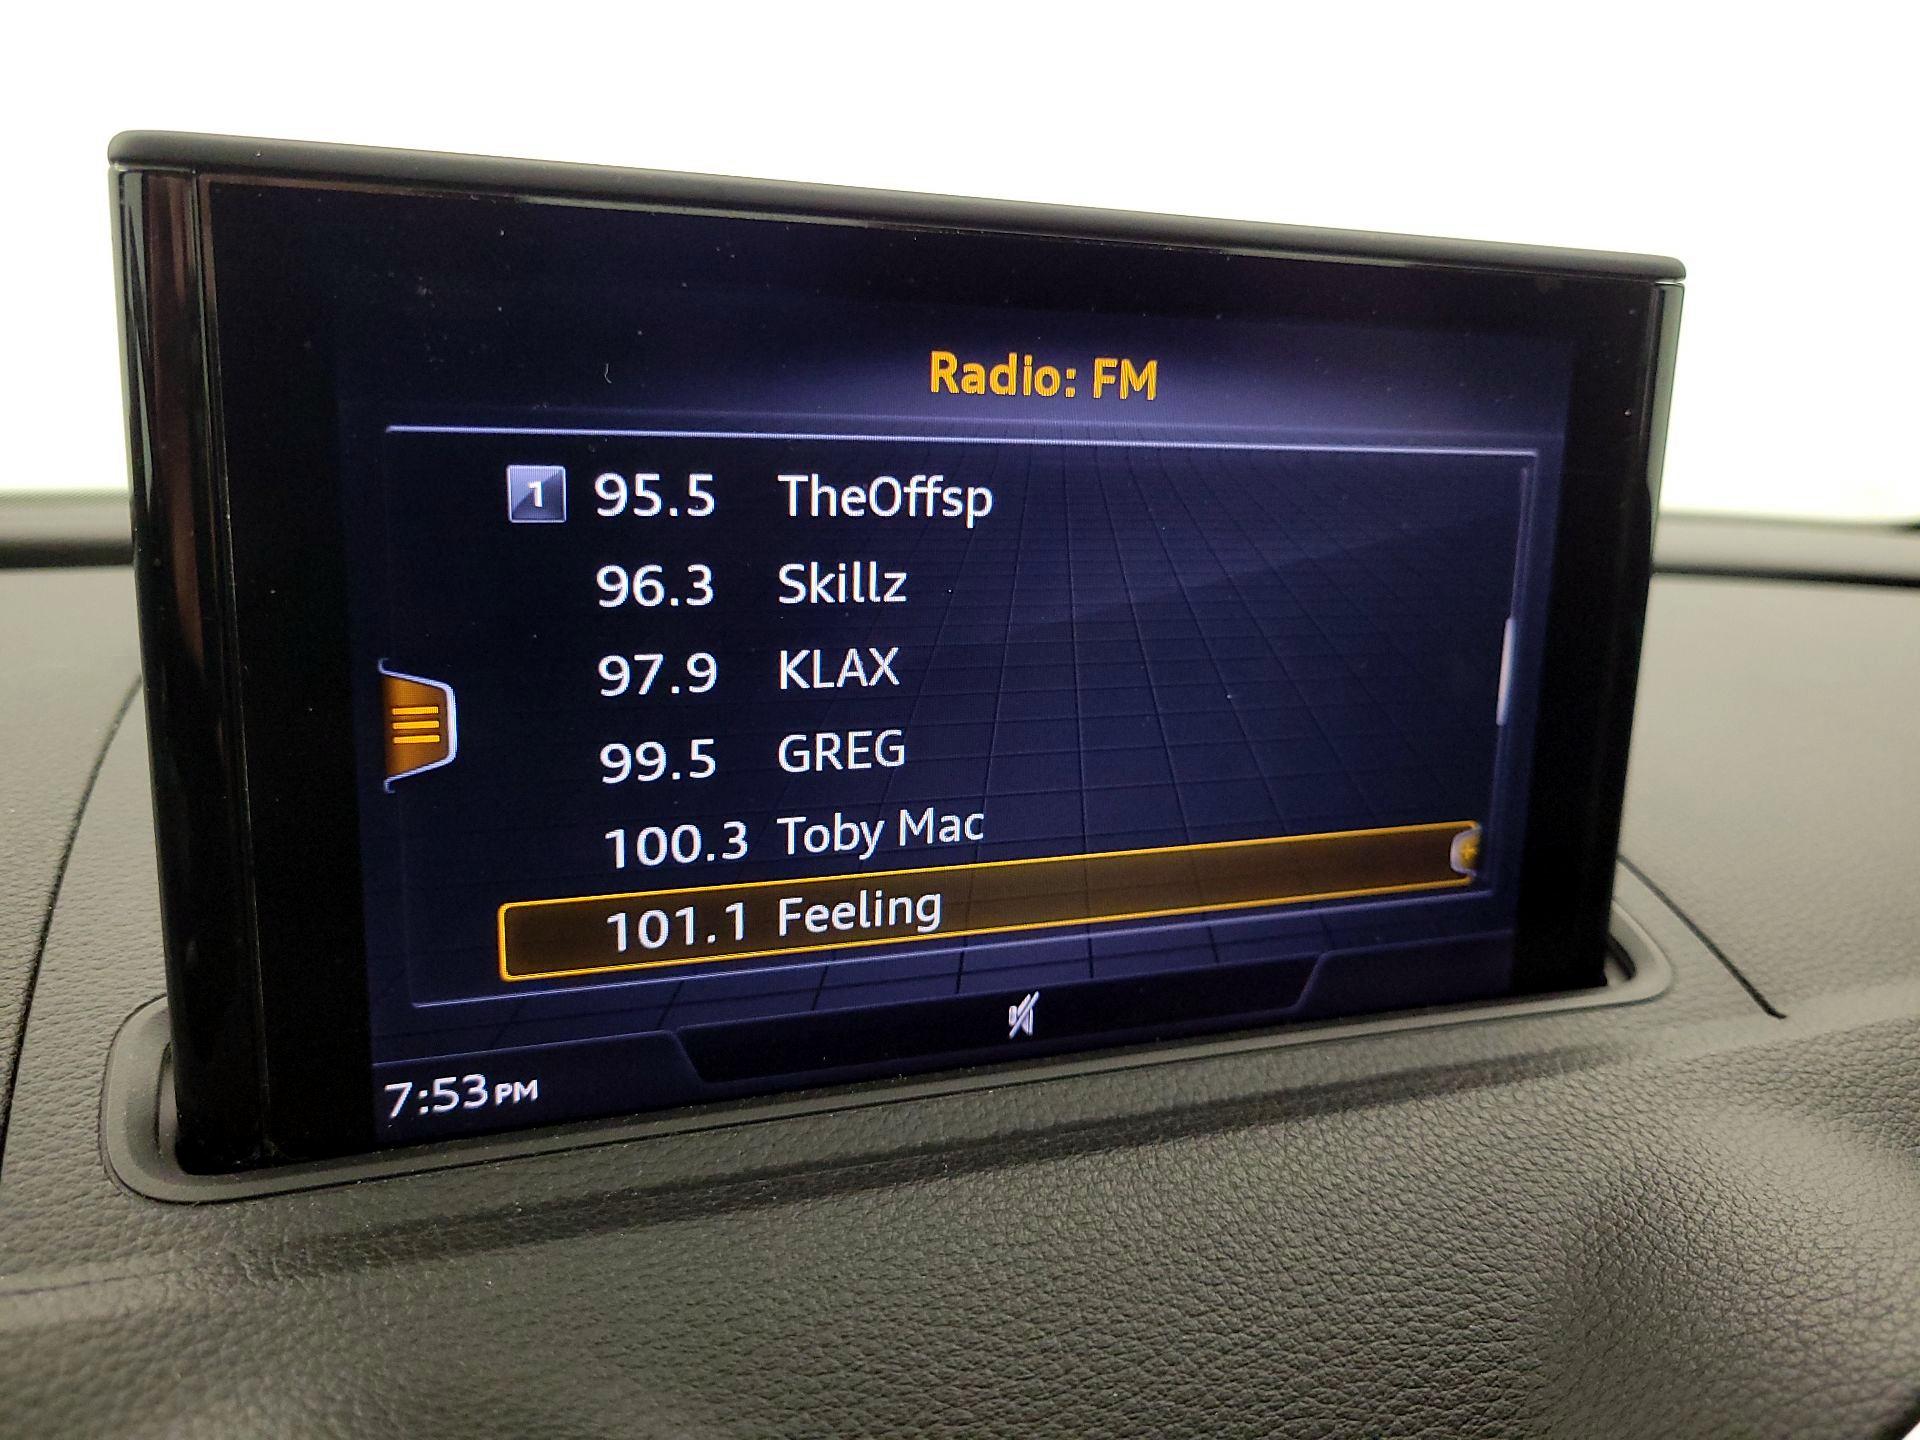 Radio: FM
1 95.5 TheOffsp
96.3 Skillz
97.9 KLAX
99.5 GREG
100.3 Toby Mac
101.1 Feeling
7:53 PM